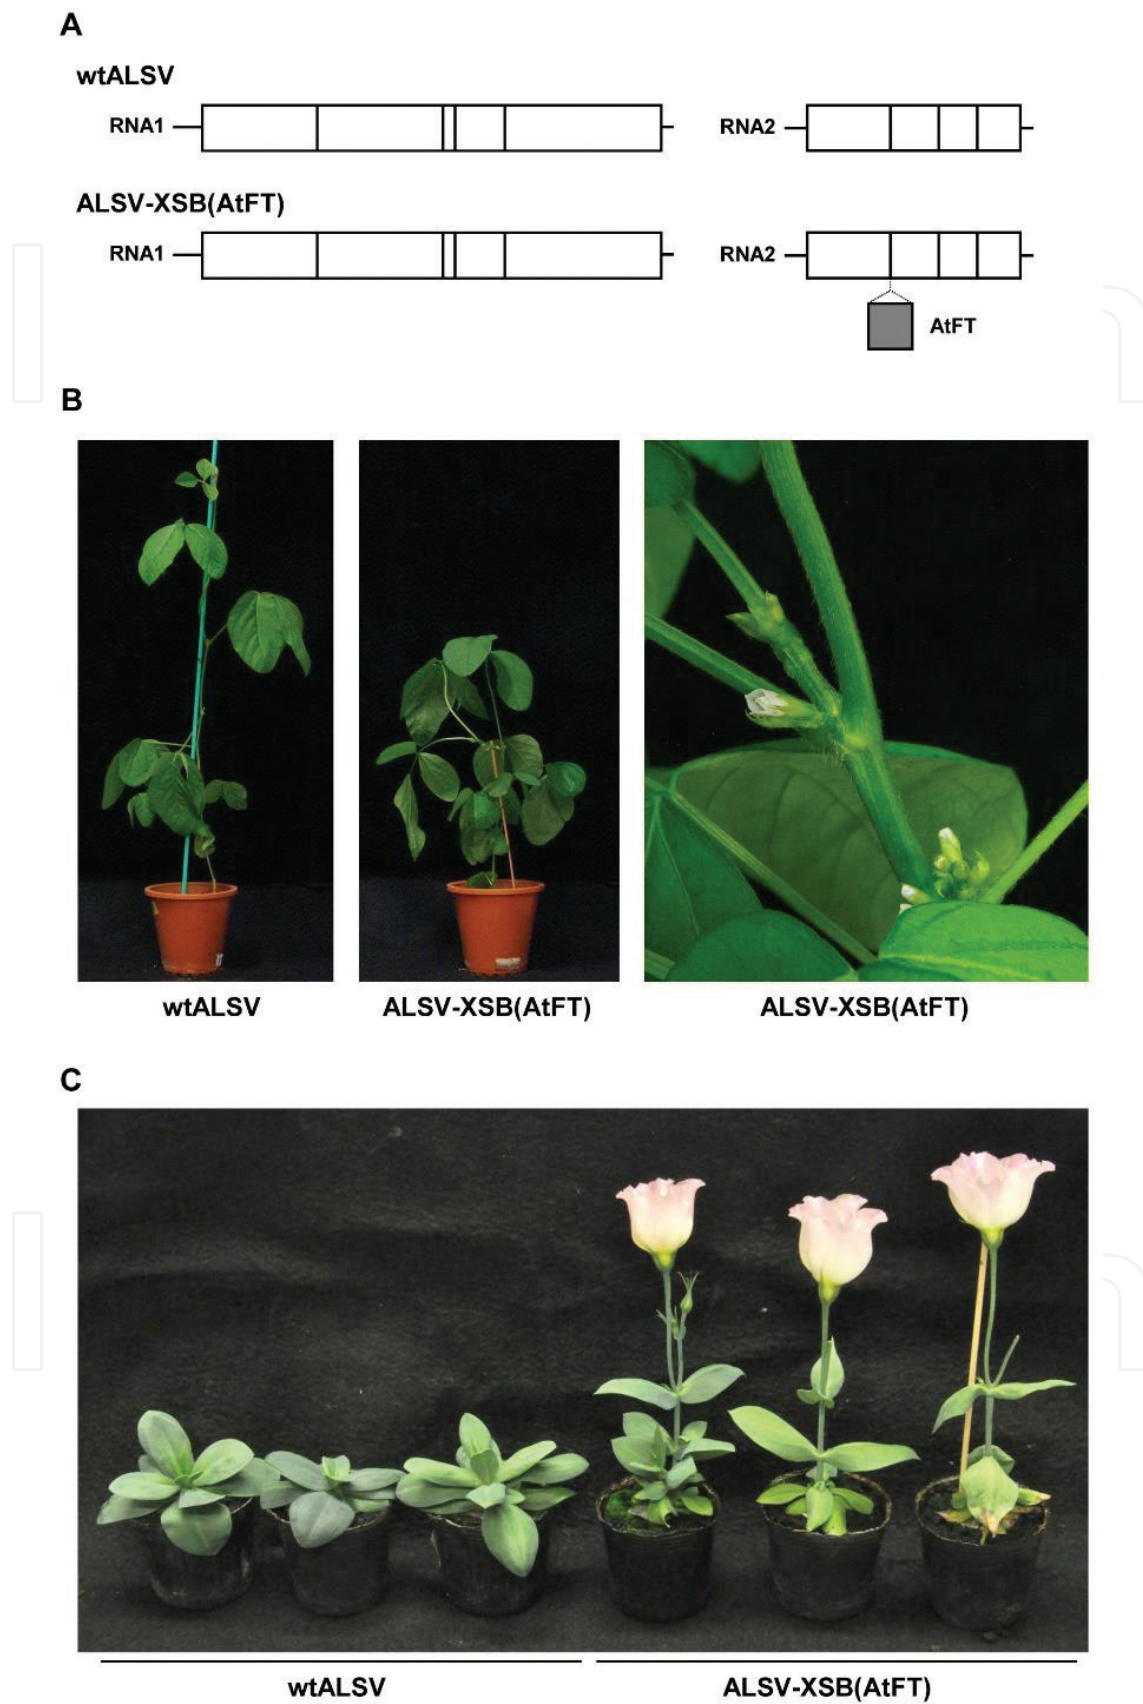 A
wtALSV
RNA1 RNA2
ALSV-XSB(AtFT)
RNA1 RNA2
AtFT
B
wtALSV ALSV-XSB(AtFT) ALSV-XSB(AtFT)
C
wtALSV ALSV-XSB(AtFT)